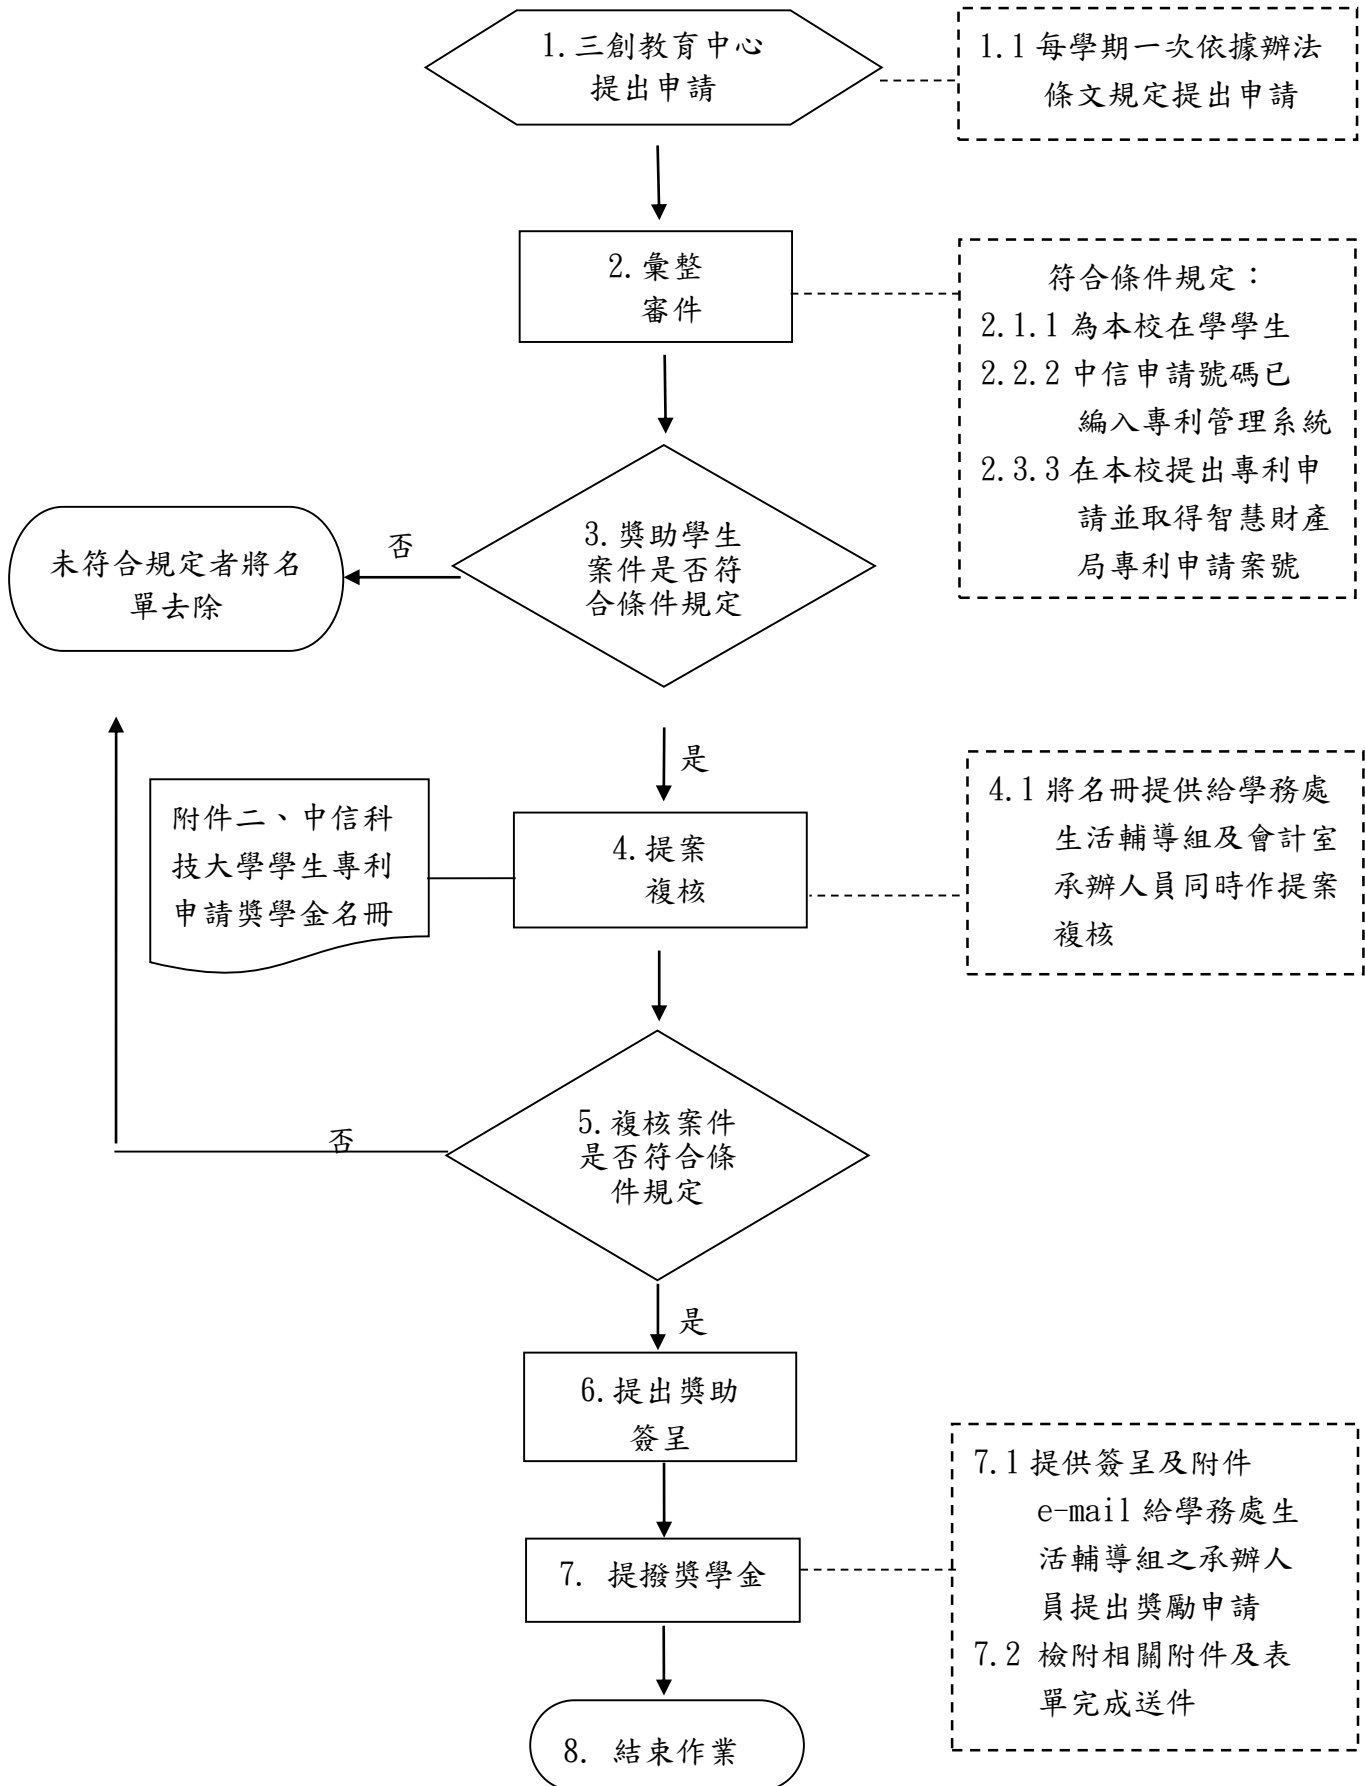 1.三創教育中心
提出申請
1.1 每學期一次依據辦法
條文規定提出申請
2.彙整
審件
符合條件規定：
2.1.1 為本校在學學生
2.2.2 中信申請號碼已
編入專利管理系統
2.3.3 在本校提出專利申
請並取得智慧財產
局專利申請案號
3.獎助學生
案件是否符
合條件規定
否
未符合規定者將名
單去除
是
附件二、中信科
技大學學生專利
申請獎學金名冊
4.提案
複核
4.1 將名冊提供給學務處
生活輔導組及會計室
承辦人員同時作提案
複核
5.複核案件
是否符合條
件規定
否
是
6.提出獎助
簽呈
7. 提撥獎學金
7.1 提供簽呈及附件
e-mail 給學務處生
活輔導組之承辦人
員提出獎勵申請
7.2 檢附相關附件及表
單完成送件
8. 結束作業